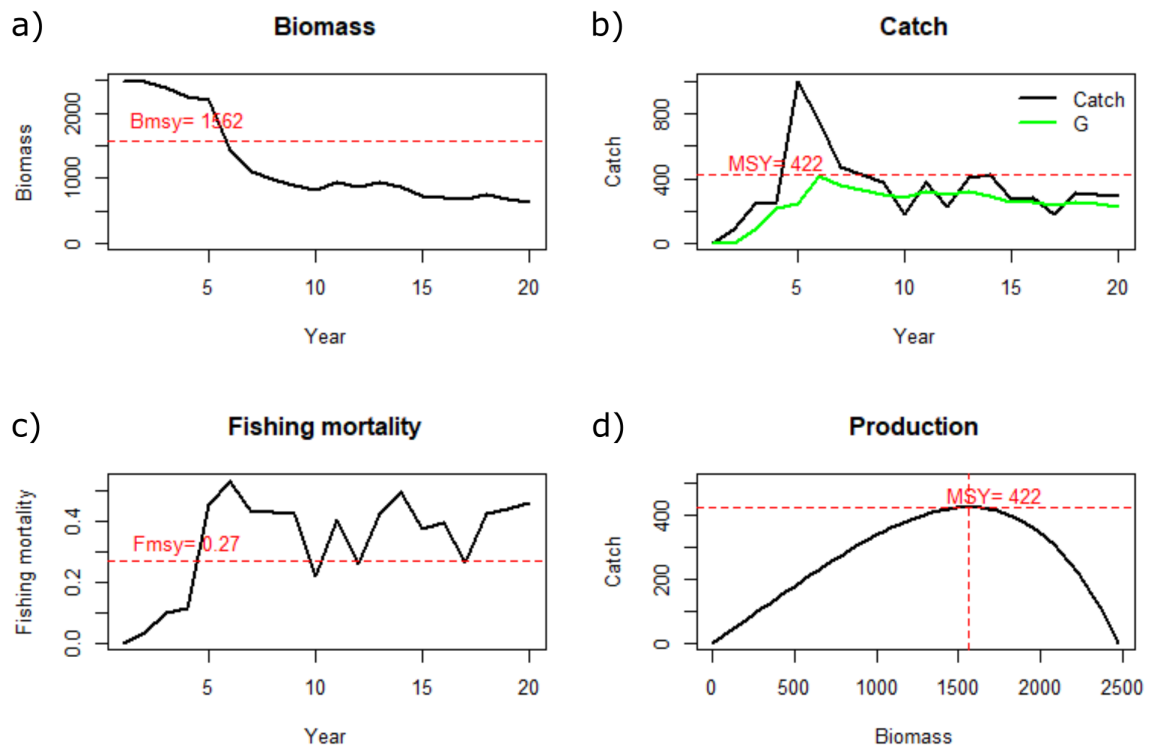 a)
Biomass
Biomass
2000
1000
0
Bmsy= 1562
5 10 15 20
Year
b)
Catch
Catch
800
400
0
MSY= 422
Catch
G
5 10 15 20
Year
c)
Fishing mortality
Fishing mortality
0.4
0.2
0.0
Fmsy= 0.27
5 10 15 20
Year
d)
Production
Catch
400
200
0
MSY= 422
0 500 1000 1500 2000 2500
Biomass